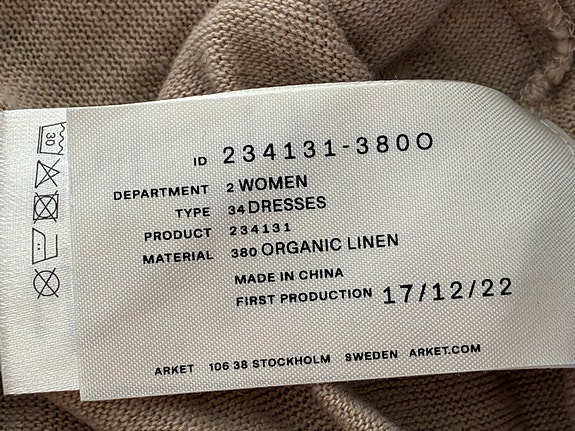 ID 234131-380O
DEPARTMENT 2 WOMEN
TYPE 34 DRESSES
PRODUCT 234131
MATERIAL 380 ORGANIC LINEN
MADE IN CHINA
FIRST PRODUCTION 17/12/22
ARKET 106 38 STOCKHOLM SWEDEN ARKET.COM
30